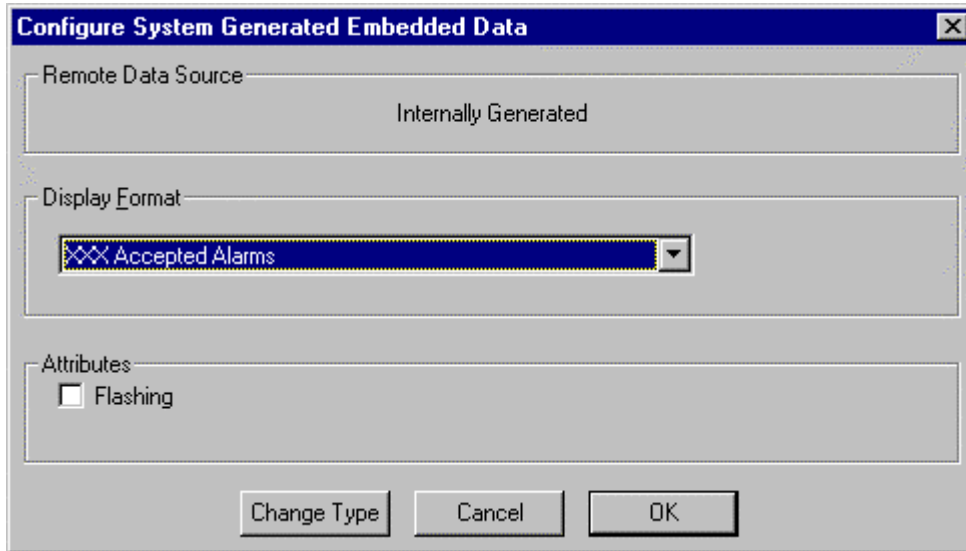 Configure System Generated Embedded Data
Remote Data Source
Internally Generated
Display Format
XXX Accepted Alarms
Attributes
Flashing
Change Type Cancel OK